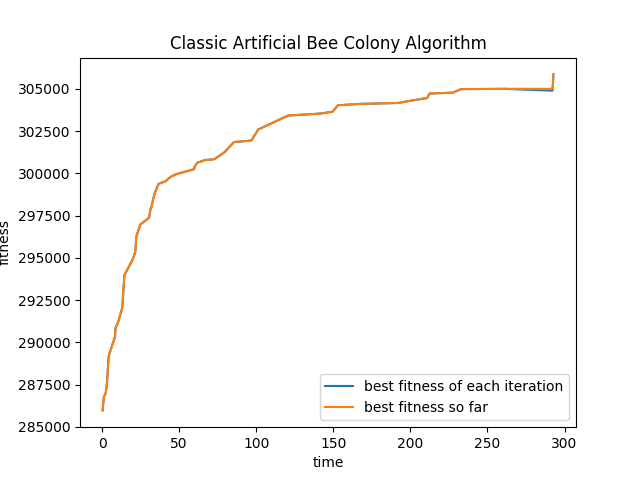 Classic Artificial Bee Colony Algorithm
305000
302500
300000
297500
295000
292500
290000
287500
285000
fitness
best fitness of each iteration
best fitness so far
0 50 100 150 200 250 300
time